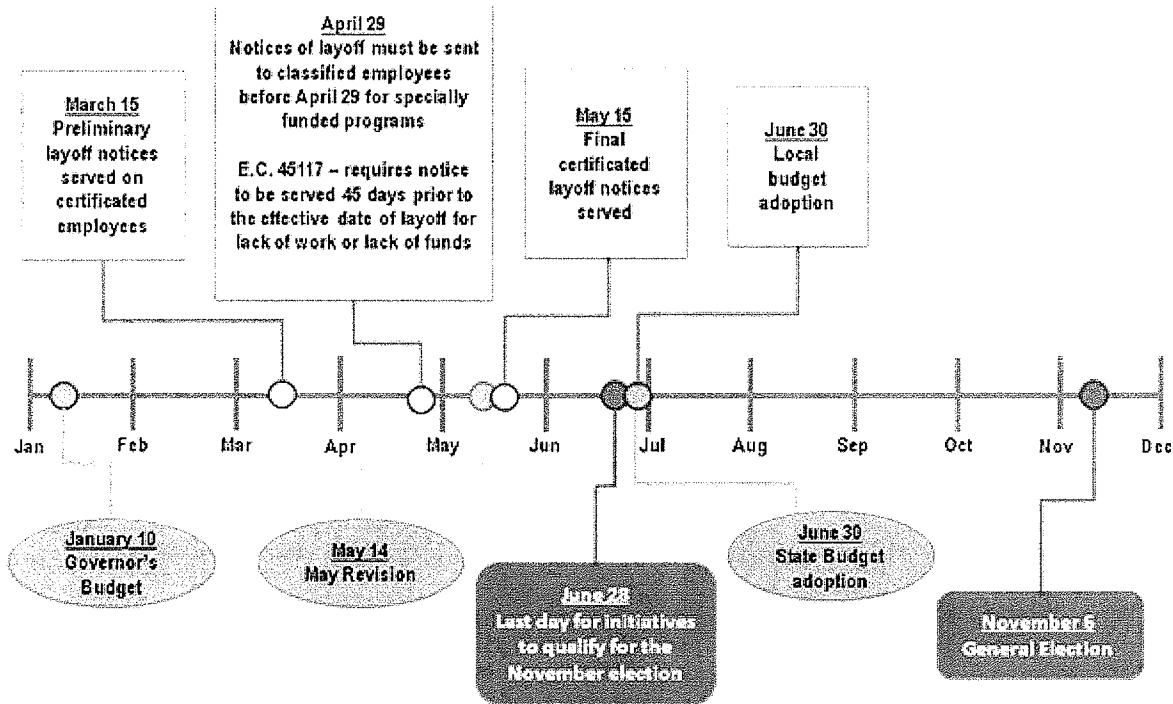 April 29
Notices of layoff must be sent
to classified employees
before April 29 for specially
funded programs
E.C. 45117 – requires notice
to be served 45 days prior to
the effective date of layoff for
lack of work or lack of funds
March 15
Preliminary
layoff notices
served on
certificated
employees
May 15
Final
certificated
layoff notices
served
June 30
Local
budget
adoption
Jan
Feb
Mar
Apr
May
Jun
Jul
Aug
Sep
Oct
Nov
Dec
January 10
Governor's
Budget
May 14
May Revision
June 28
Last day for initiatives
to qualify for the
November election
June 30
State Budget
adoption
November 6
General Election